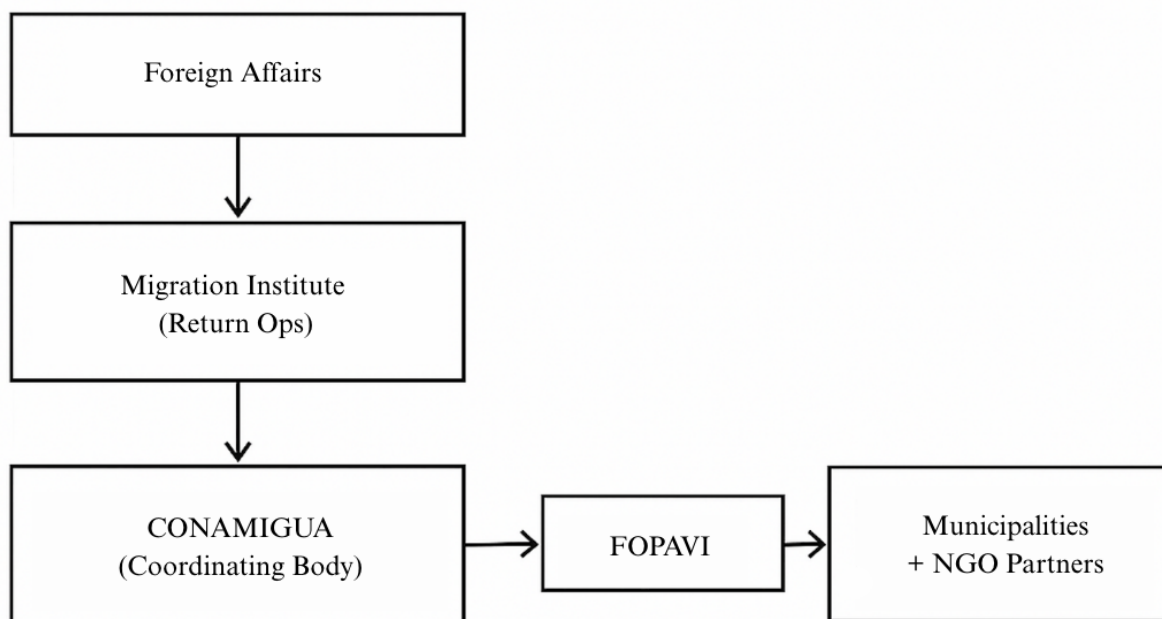 Foreign Affairs
Migration Institute
(Return Ops)
CONAMIGUA
(Coordinating Body)
FOPAVI
Municipalities
+ NGO Partners